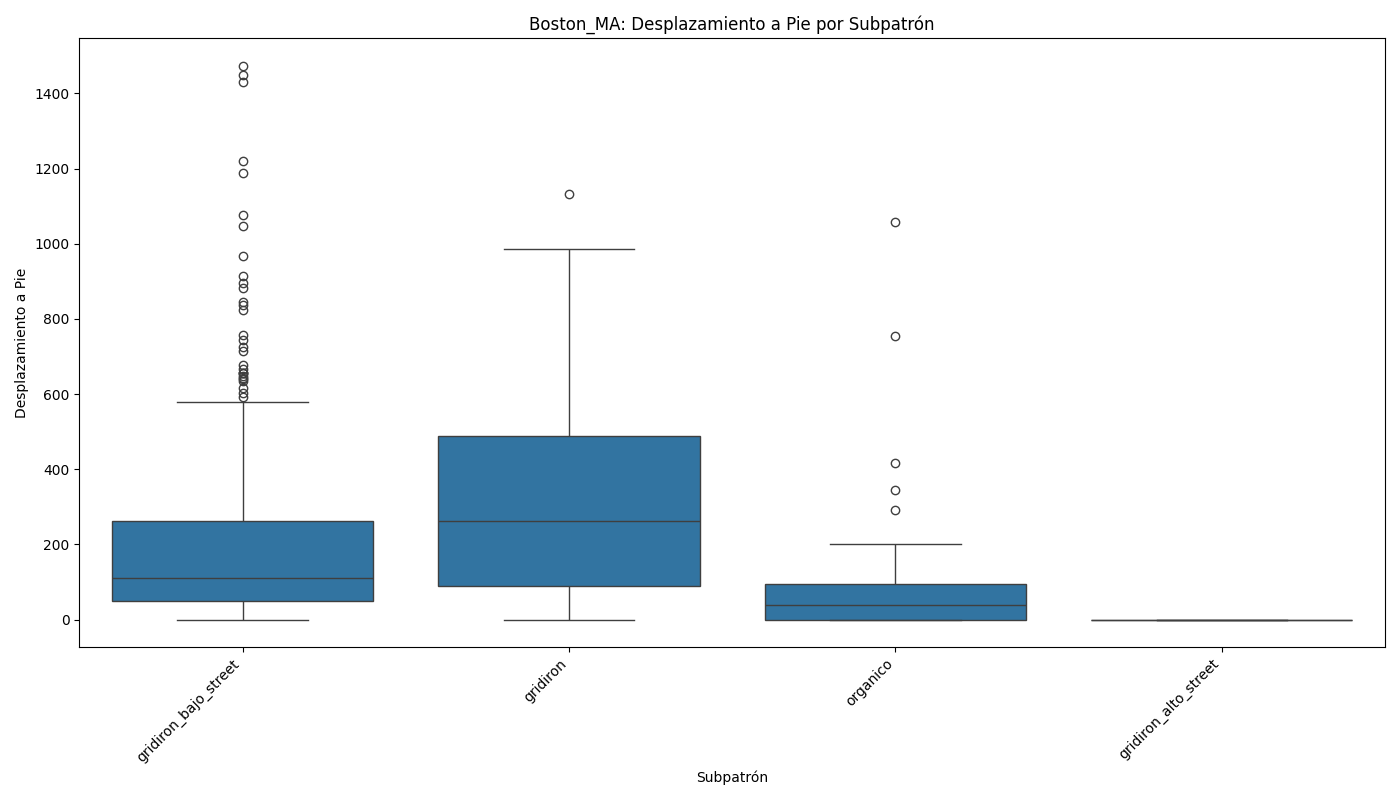 Boston_MA: Desplazamiento a Pie por Subpatrón
Desplazamiento a Pie
1400
1200
1000
800
600
400
200
0
gridiron_bajo_street
gridiron
organico
gridiron_alto_street
Subpatrón